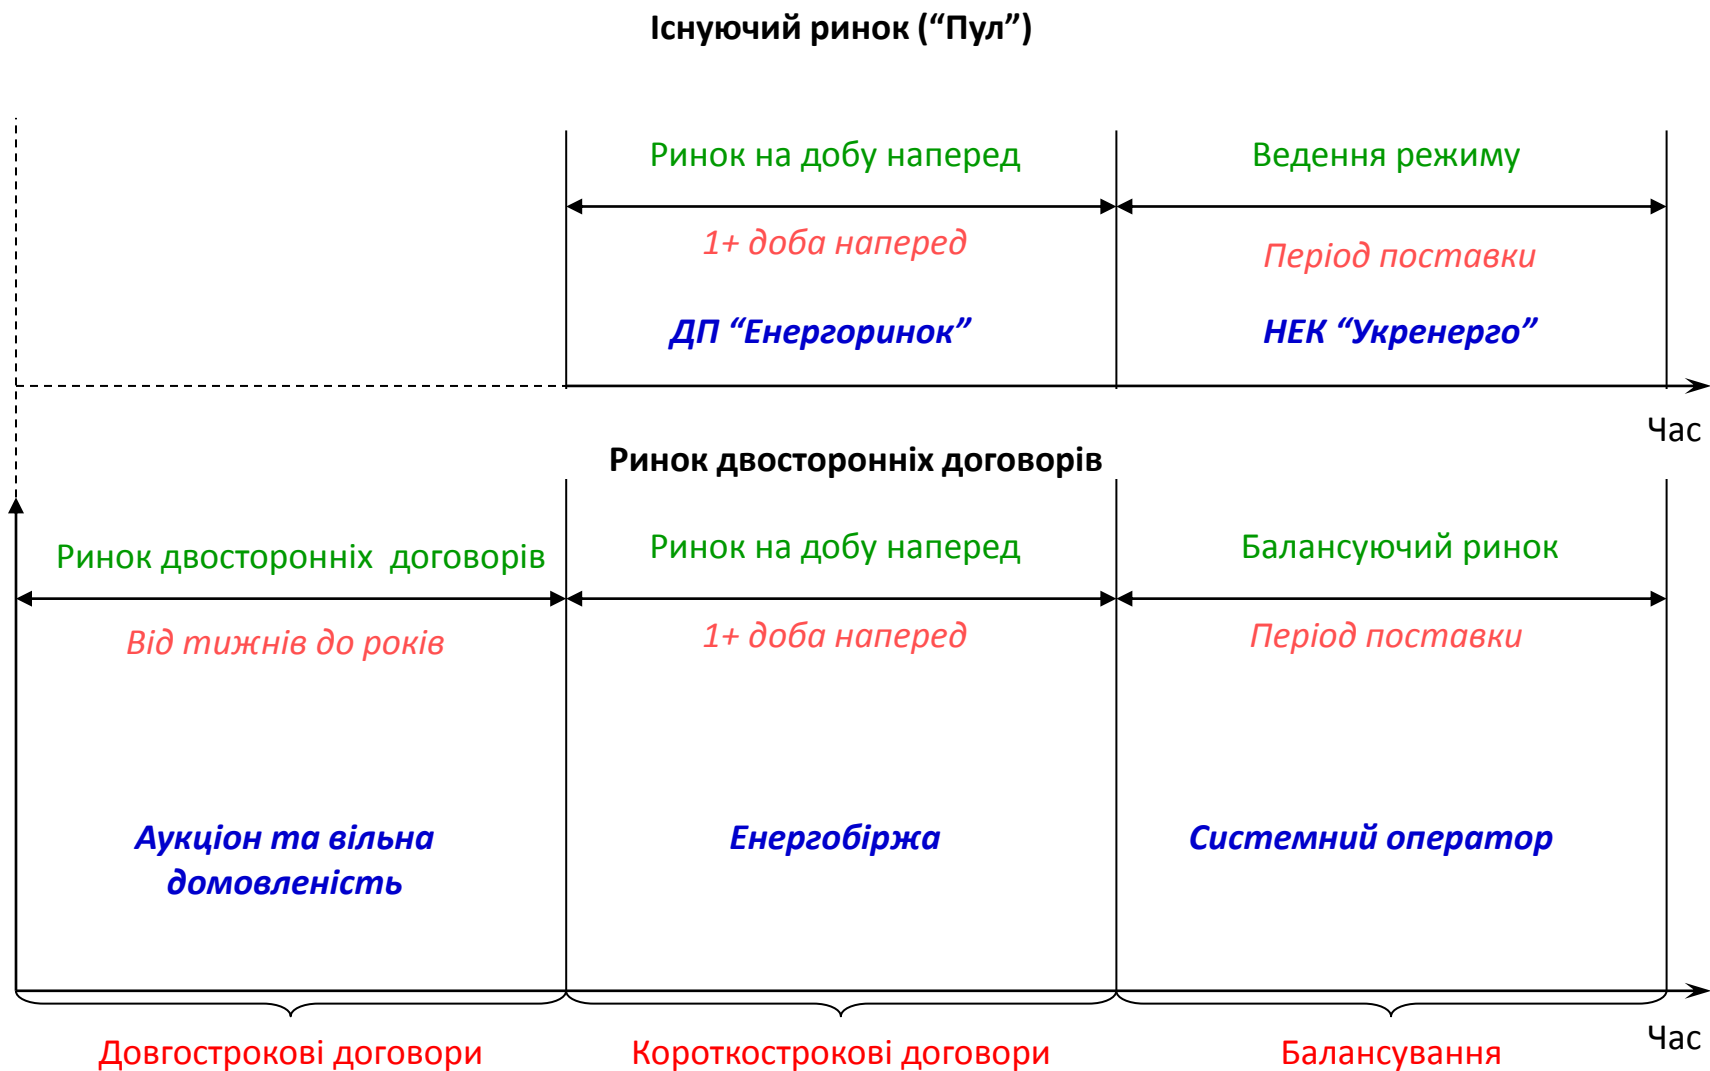 Існуючий ринок (“Пул”)
Ринок на добу наперед
Ведення режиму
1+ доба наперед
Період поставки
ДП “Енергоринок”
НЕК “Укренерго”
Час
Ринок двосторонніх договорів
Ринок двосторонніх договорів
Ринок на добу наперед
Балансуючий ринок
Від тижнів до років
1+ доба наперед
Період поставки
Аукціон та вільна
домовленість
Енергобіржа
Системний оператор
Час
Довгострокові договори
Короткострокові договори
Балансування